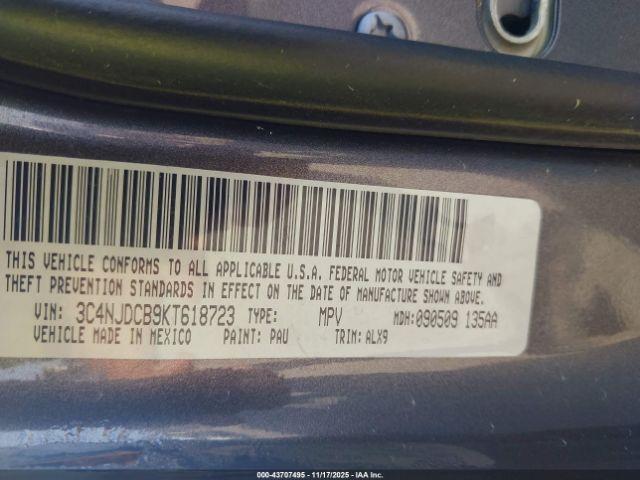 THIS VEHICLE CONFORMS TO ALL APPLICABLE U.S.A. FEDERAL MOTOR VEHICLE SAFETY AND
THEFT PREVENTION STANDARDS IN EFFECT ON THE DATE OF MANUFACTURE SHOWN ABOVE.
VIN: 3C4NJDCB9KT618723 TYPE: MPV MDH:090509 135AA
VEHICLE MADE IN MEXICO PAINT: PAU TRIM: ALX9
000-43707495 - 11/17/2025 - IAA Inc.